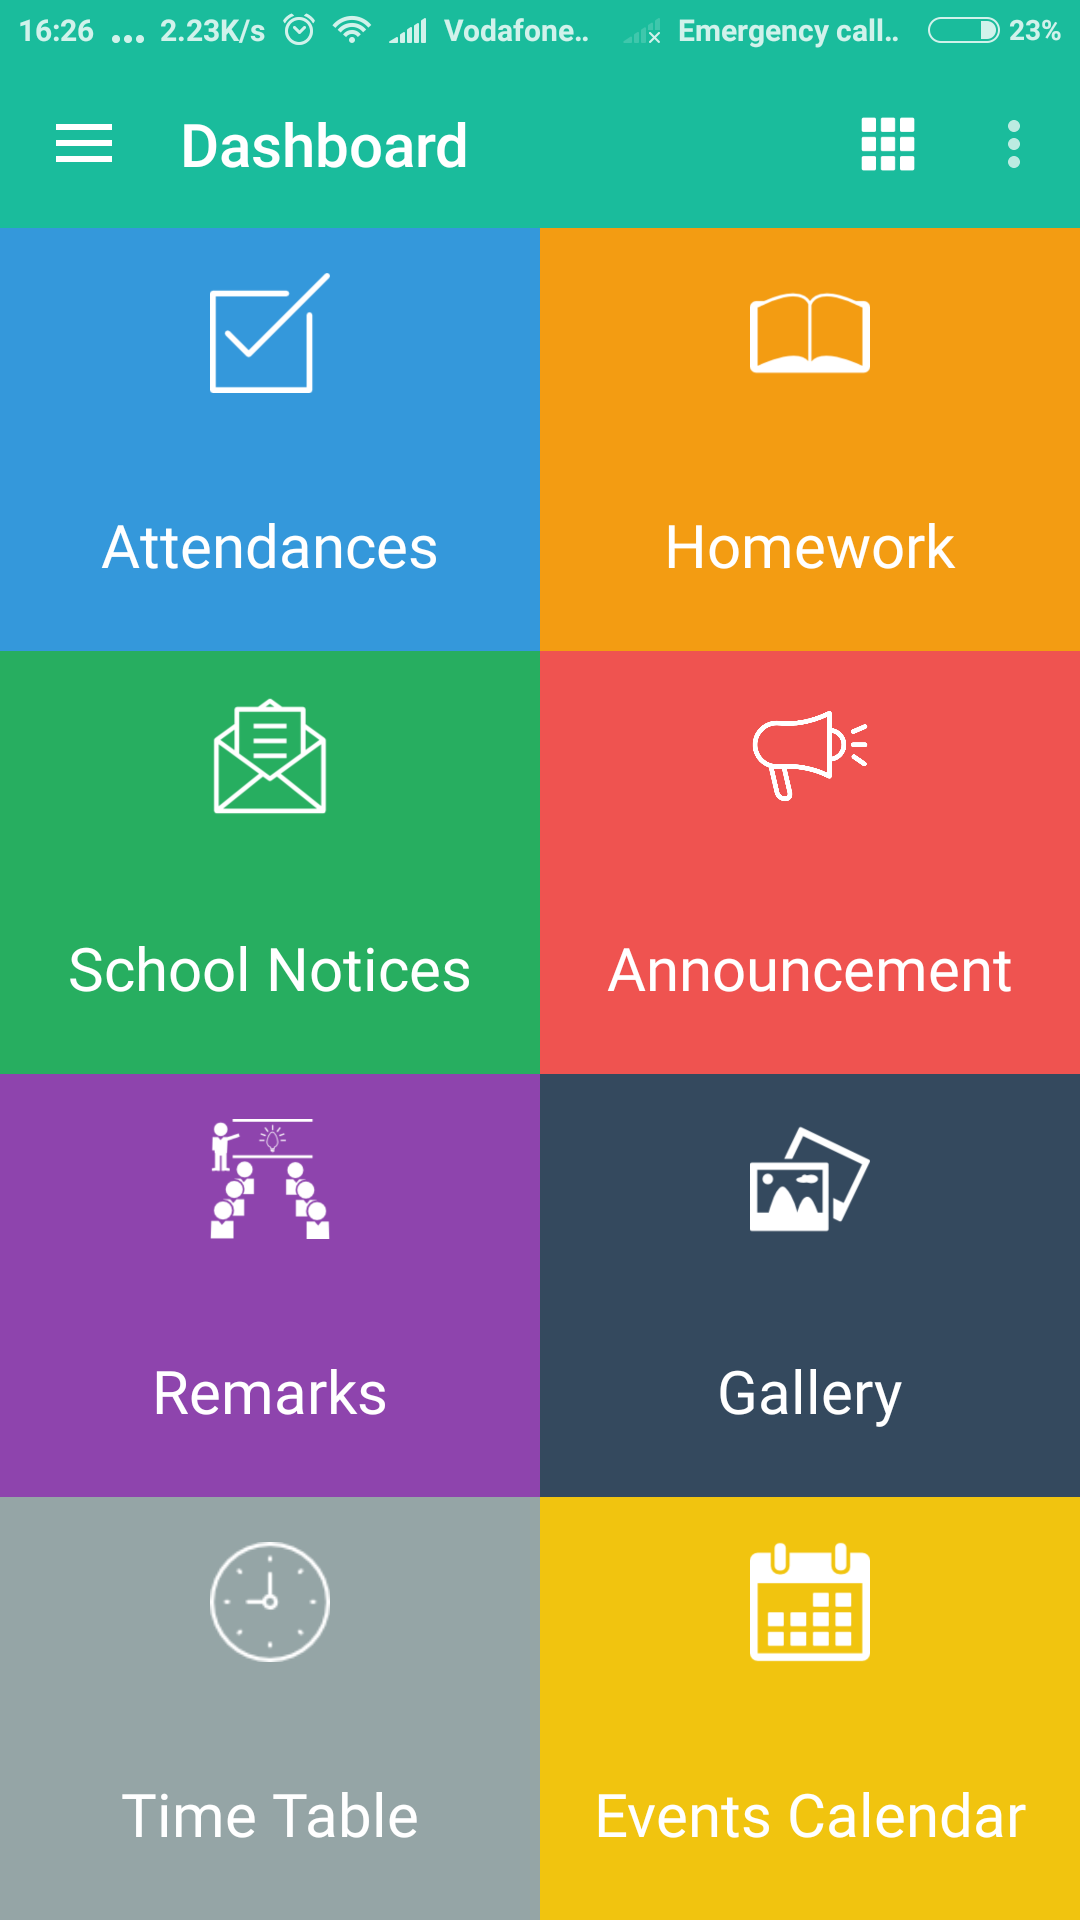 16:26 ... 2.23K/s Vodafone.. Emergency call.. 23%
Dashboard
Attendances Homework
School Notices Announcement
Remarks Gallery
Time Table Events Calendar